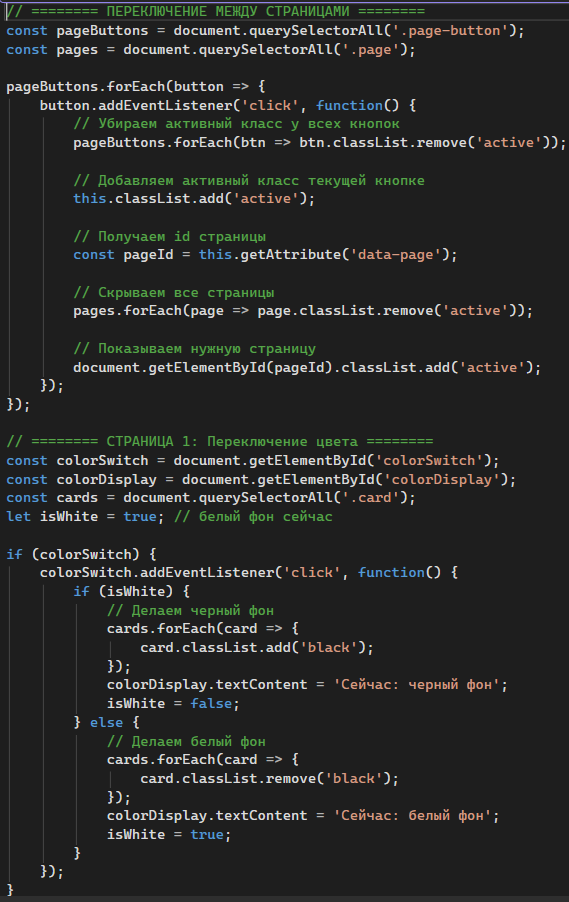 // ======== ПЕРЕКЛЮЧЕНИЕ МЕЖДУ СТРАНИЦАМИ ========
const pageButtons = document.querySelectorAll('.page-button');
const pages = document.querySelectorAll('.page');

pageButtons.forEach(button => {
    button.addEventListener('click', function() {
        // Убираем активный класс у всех кнопок
        pageButtons.forEach(btn => btn.classList.remove('active'));

        // Добавляем активный класс текущей кнопке
        this.classList.add('active');

        // Получаем id страницы
        const pageId = this.getAttribute('data-page');

        // Скрываем все страницы
        pages.forEach(page => page.classList.remove('active'));

        // Показываем нужную страницу
        document.getElementById(pageId).classList.add('active');
    });
});

// ======== СТРАНИЦА 1: Переключение цвета ========
const colorSwitch = document.getElementById('colorSwitch');
const colorDisplay = document.getElementById('colorDisplay');
const cards = document.querySelectorAll('.card');
let isWhite = true; // белый фон сейчас

if (colorSwitch) {
    colorSwitch.addEventListener('click', function() {
        if (isWhite) {
            // Делаем черный фон
            cards.forEach(card => {
                card.classList.add('black');
            });
            colorDisplay.textContent = 'Сейчас: черный фон';
            isWhite = false;
        } else {
            // Делаем белый фон
            cards.forEach(card => {
                card.classList.remove('black');
            });
            colorDisplay.textContent = 'Сейчас: белый фон';
            isWhite = true;
        }
    });
}